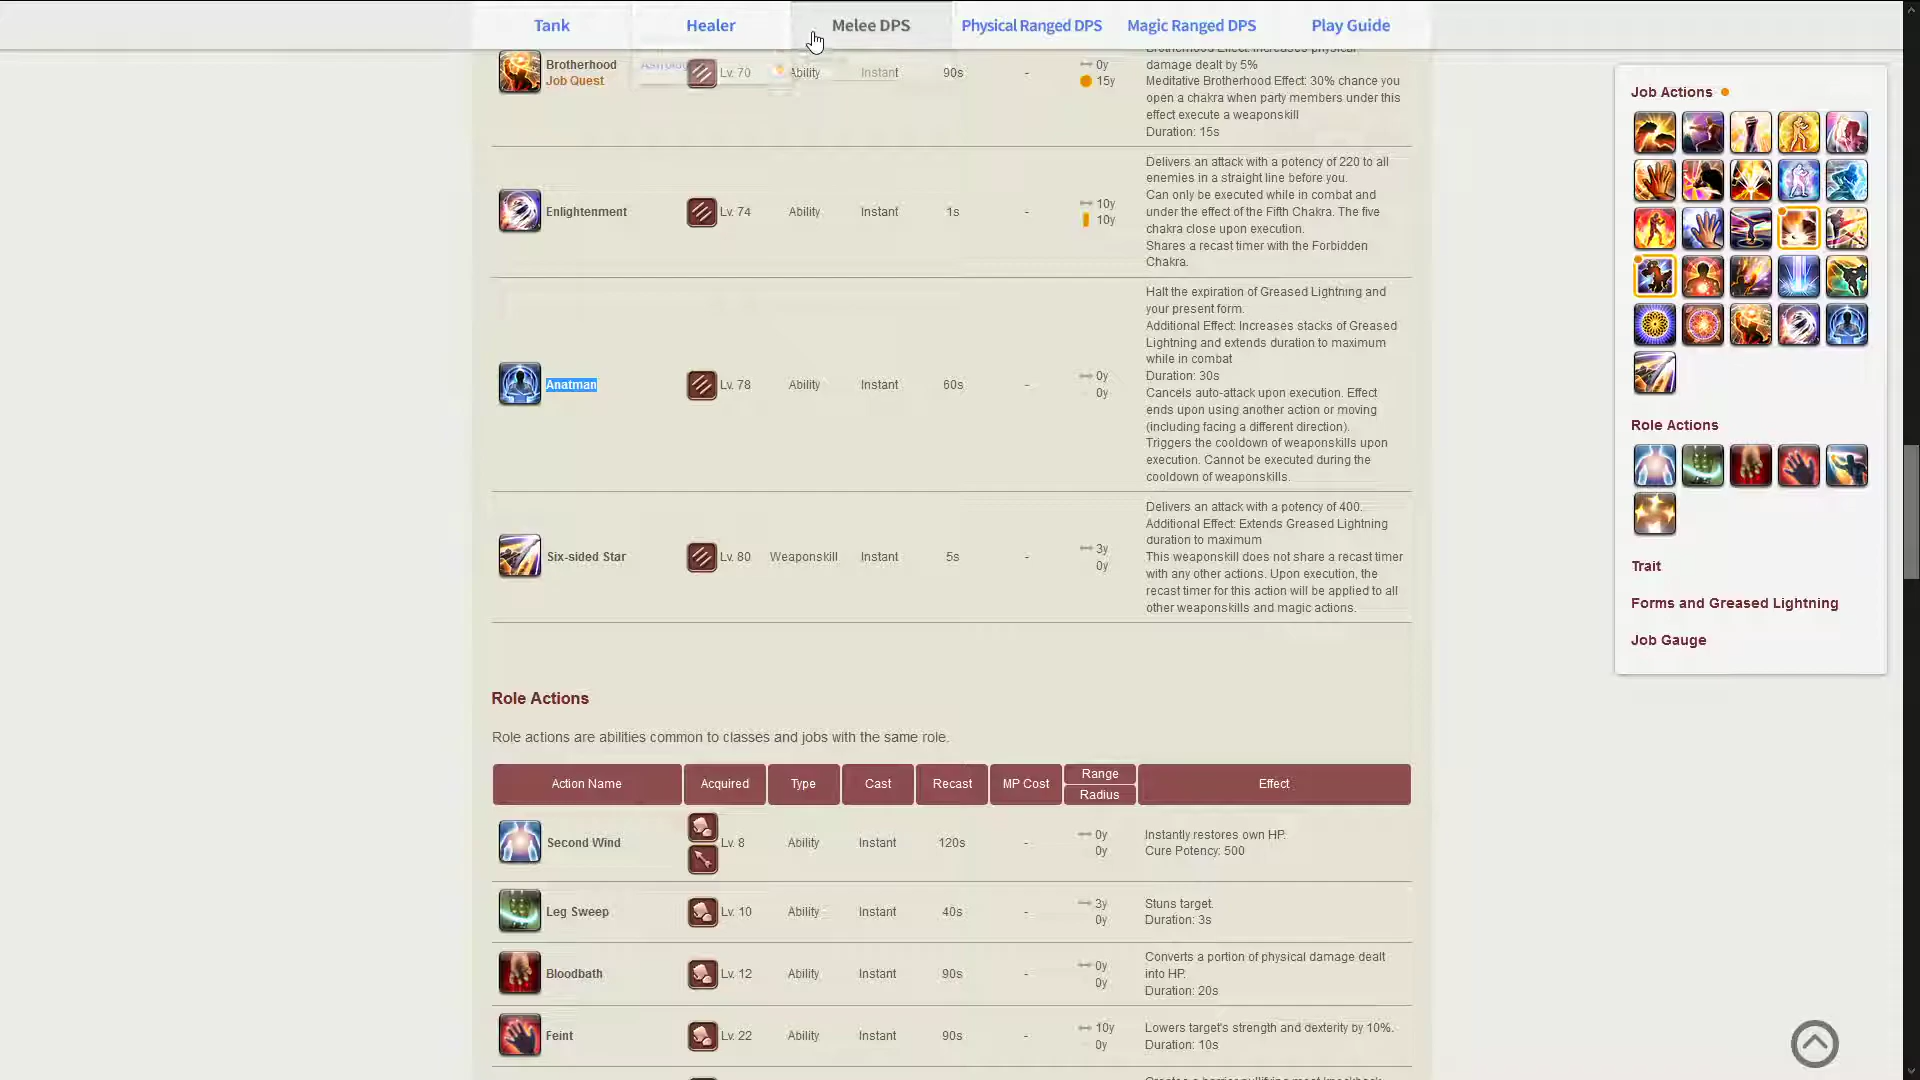 Tank
Healer
Melee DPS
Physical Ranged DPS
Magic Ranged DPS
Play Guide
Brotherhood
Job Quest
Lv. 70
Ability
Instant
90s
-
0y
15y
Brotherhood Effect: Increases physical
damage dealt by 5%
Meditative Brotherhood Effect: 30% chance you
open a chakra when party members under this
effect execute a weaponskill
Duration: 15s
Enlightenment
Lv. 74
Ability
Instant
1s
-
10y
10y
Delivers an attack with a potency of 220 to all
enemies in a straight line before you.
Can only be executed while in combat and
under the effect of the Fifth Chakra. The five
chakra close upon execution.
Shares a recast timer with the Forbidden
Chakra.
Anatman
Lv. 78
Ability
Instant
60s
-
0y
0y
Halt the expiration of Greased Lightning and
your present form.
Additional Effect: Increases stacks of Greased
Lightning and extends duration to maximum
while in combat
Duration: 30s
Cancels auto-attack upon execution. Effect
ends upon using another action or moving
(including facing a different direction).
Triggers the cooldown of weaponskills upon
execution. Cannot be executed during the
cooldown of weaponskills.
Six-sided Star
Lv. 80
Weaponskill
Instant
5s
-
3y
0y
Delivers an attack with a potency of 400.
Additional Effect: Extends Greased Lightning
duration to maximum
This weaponskill does not share a recast timer
with any other actions. Upon execution, the
recast timer for this action will be applied to all
other weaponskills and magic actions.
Role Actions
Role actions are abilities common to classes and jobs with the same role.
Action Name
Acquired
Type
Cast
Recast
MP Cost
Range
Radius
Effect
Second Wind
Lv. 8
Ability
Instant
120s
-
0y
0y
Instantly restores own HP.
Cure Potency: 500
Leg Sweep
Lv. 10
Ability
Instant
40s
-
3y
0y
Stuns target.
Duration: 3s
Bloodbath
Lv. 12
Ability
Instant
90s
-
0y
0y
Converts a portion of physical damage dealt
into HP.
Duration: 20s
Feint
Lv. 22
Ability
Instant
90s
-
10y
0y
Lowers target's strength and dexterity by 10%.
Duration: 10s
Job Actions
Role Actions
Trait
Forms and Greased Lightning
Job Gauge